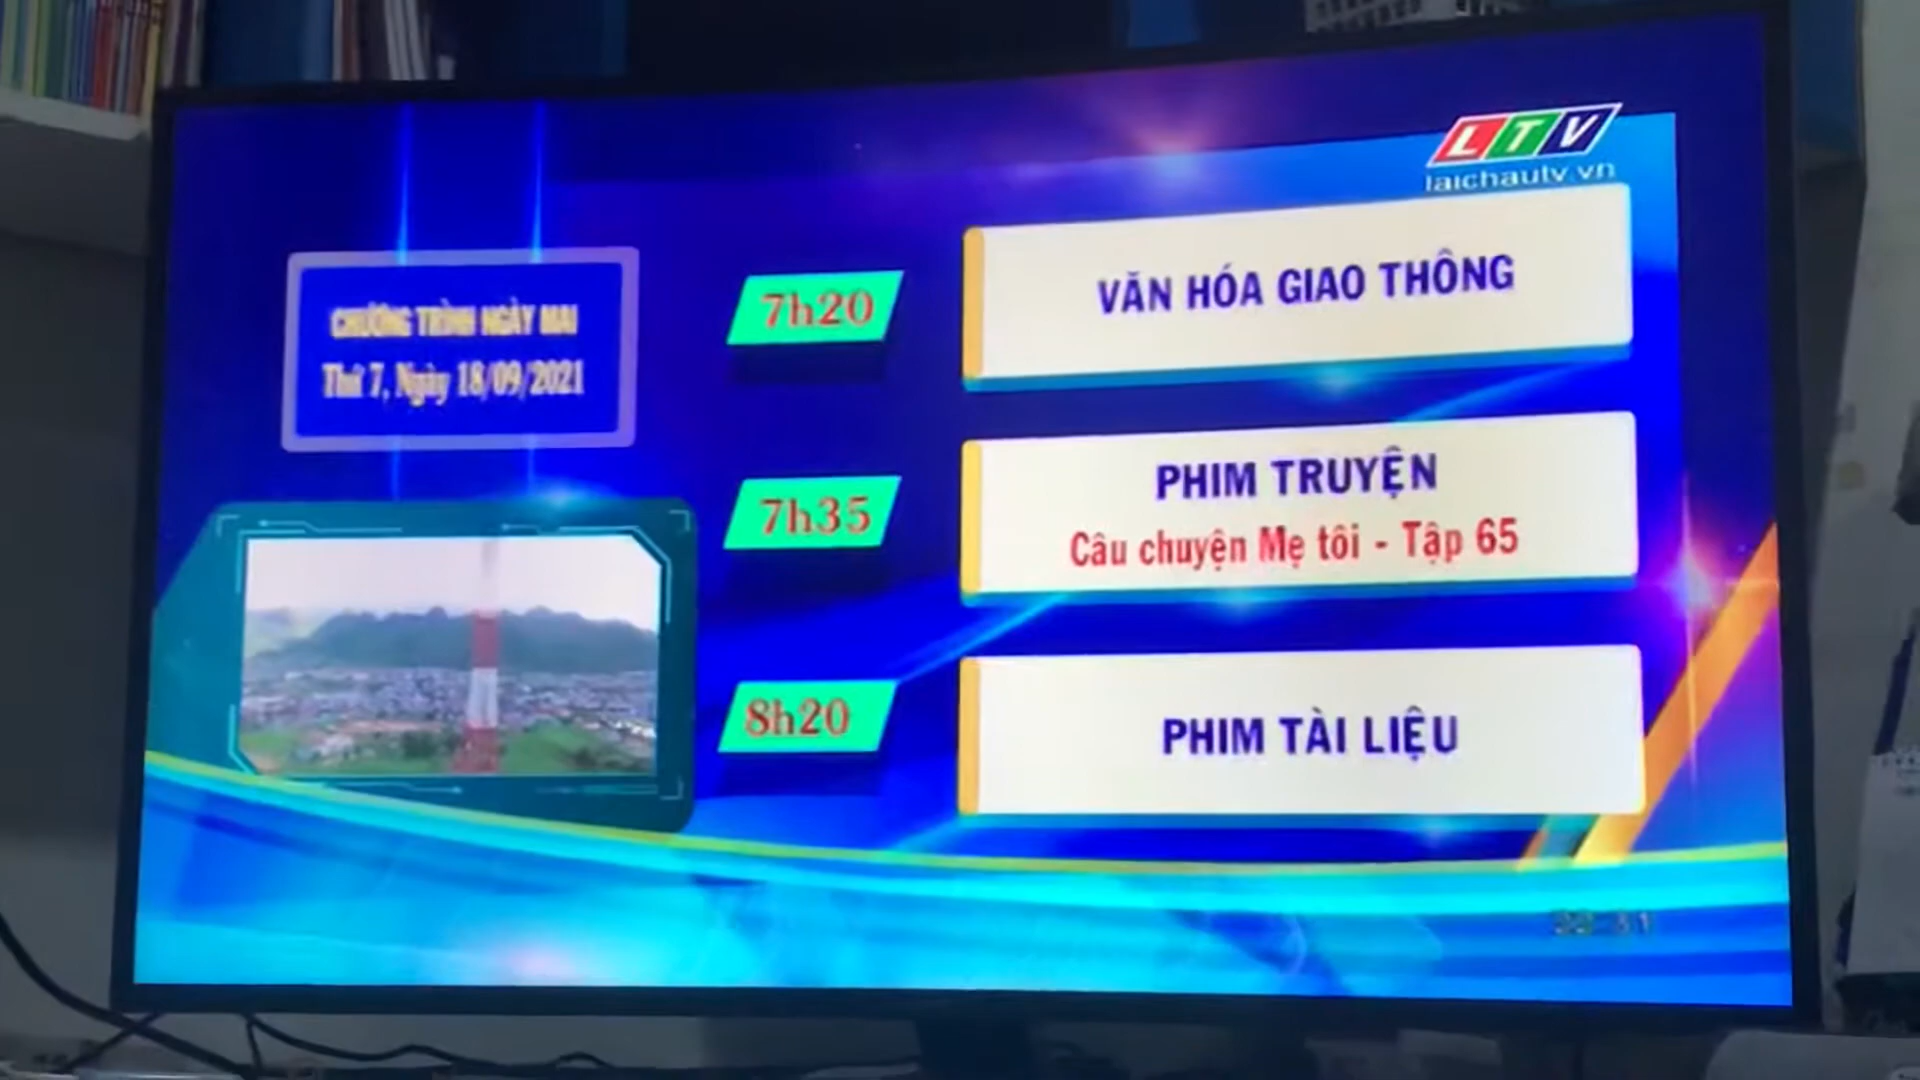 LTV
laichautv.vn
CHƯƠNG TRÌNH NGÀY MAI
Thứ 7, Ngày 18/09/2021
7h20
VĂN HÓA GIAO THÔNG
7h35
PHIM TRUYỆN
Câu chuyện Mẹ tôi - Tập 65
8h20
PHIM TÀI LIỆU